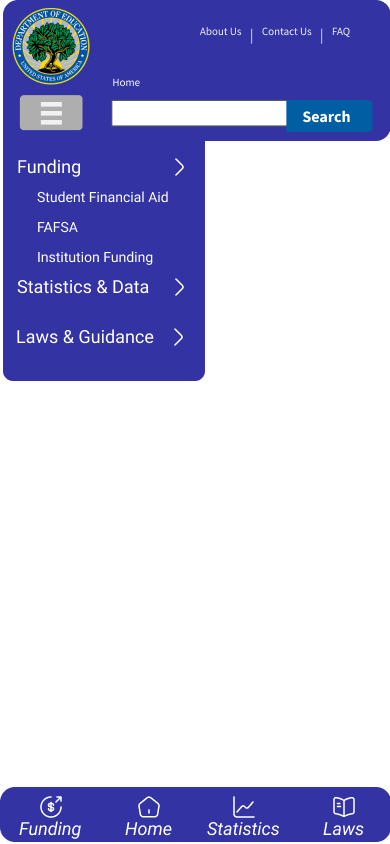 DEPARTMENT OF EDUCATION
UNITED STATES OF AMERICA
About Us | Contact Us | FAQ
Home
Search
Funding
Student Financial Aid
FAFSA
Institution Funding
Statistics & Data
Laws & Guidance
Funding Home Statistics Laws